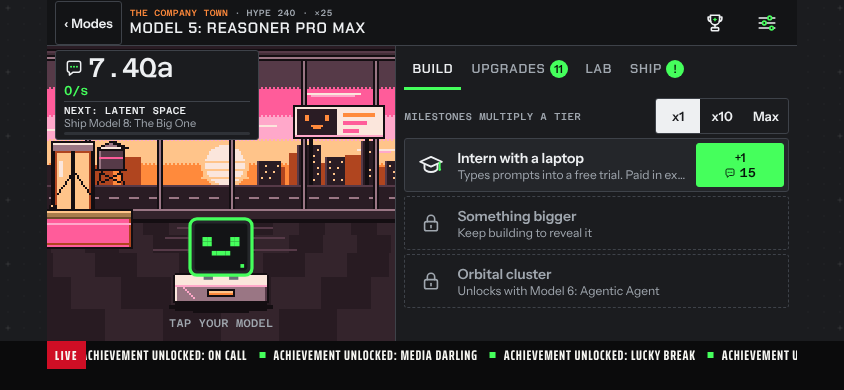 ‹ Modes
THE COMPANY TOWN · HYPE 240 · ×25
MODEL 5: REASONER PRO MAX
7.40a
0/s
NEXT: LATENT SPACE
Ship Model 8: The Big One
TAP YOUR MODEL
BUILD
UPGRADES 11
LAB
SHIP !
MILESTONES MULTIPLY A TIER
x1
x10
Max
Intern with a laptop
Types prompts into a free trial. Paid in ex...
+1
15
Something bigger
Keep building to reveal it
Orbital cluster
Unlocks with Model 6: Agentic Agent
LIVE
ACHIEVEMENT UNLOCKED: ON CALL ACHIEVEMENT UNLOCKED: MEDIA DARLING ACHIEVEMENT UNLOCKED: LUCKY BREAK ACHIEVEMENT U